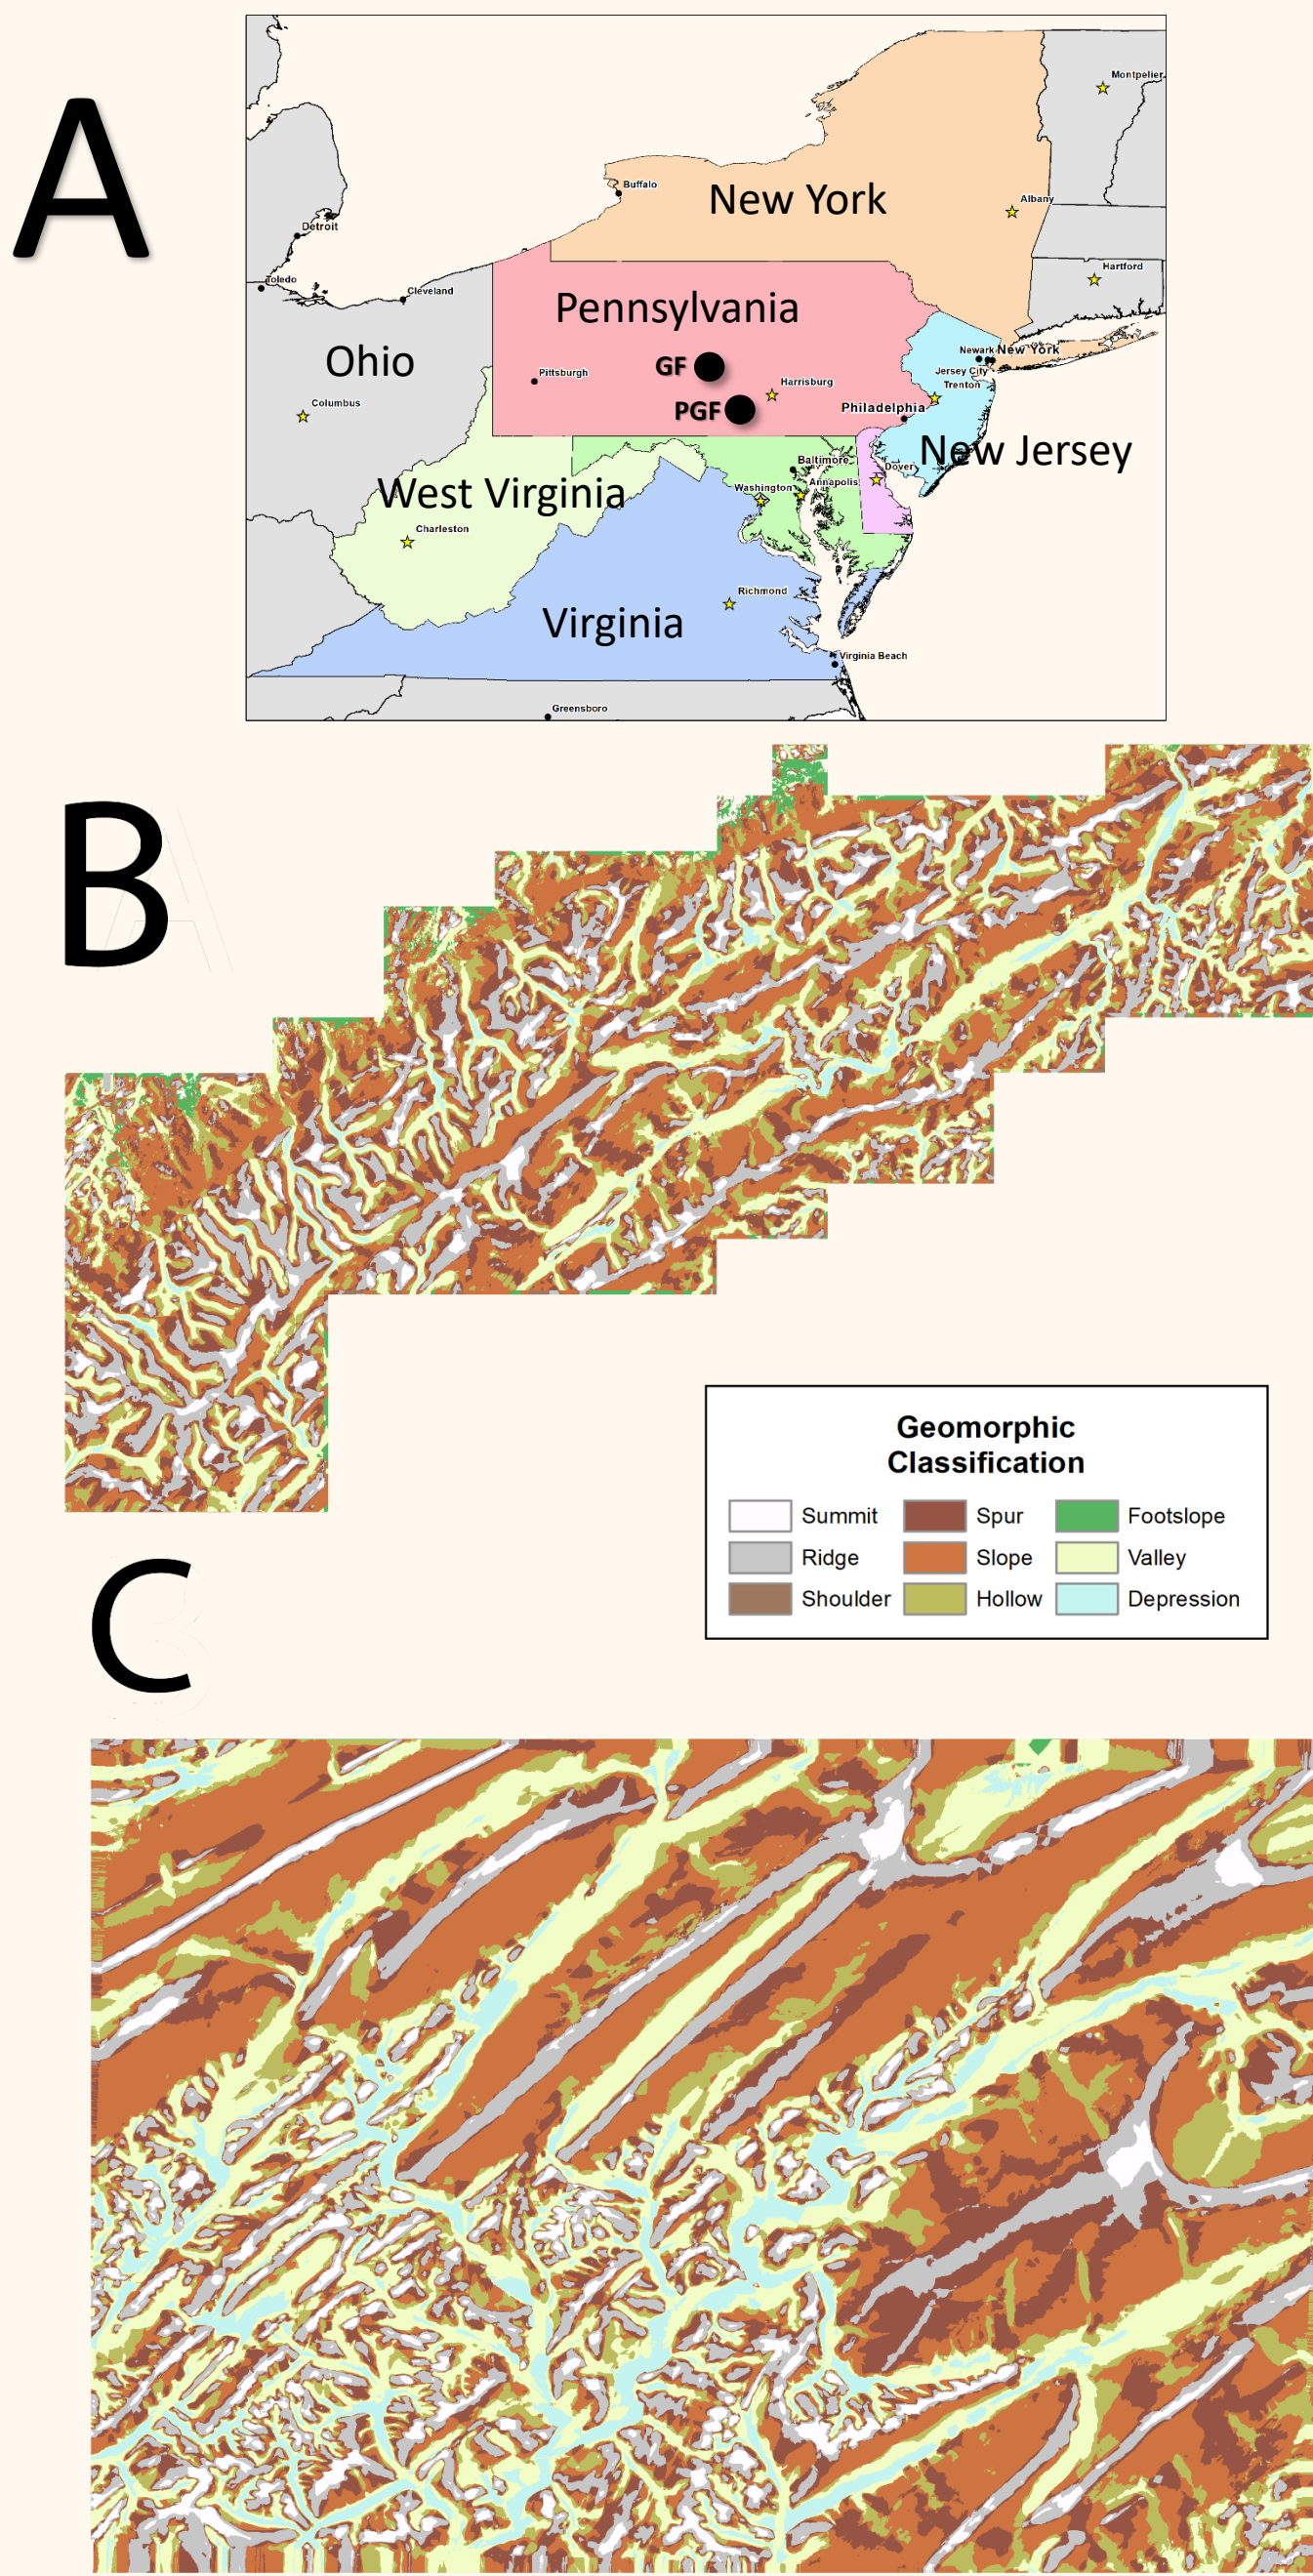 A
Montpelier
Buffalo
New York
Albany
Detroit
Hartford
Toledo
Cleveland
Pennsylvania
Newark New York
Ohio
GF
Pittsburgh
Jersey City
Harrisburg
Trenton
Columbus
PGF
Philadelphia
New Jersey
Baltimore
Dover
West Virginia
Washington
Annapolis
Charleston
Richmond
Virginia
Virginia Beach
Greensboro
B
Geomorphic
Classification
Summit Spur Footslope
Ridge Slope Valley
Shoulder Hollow Depression
C